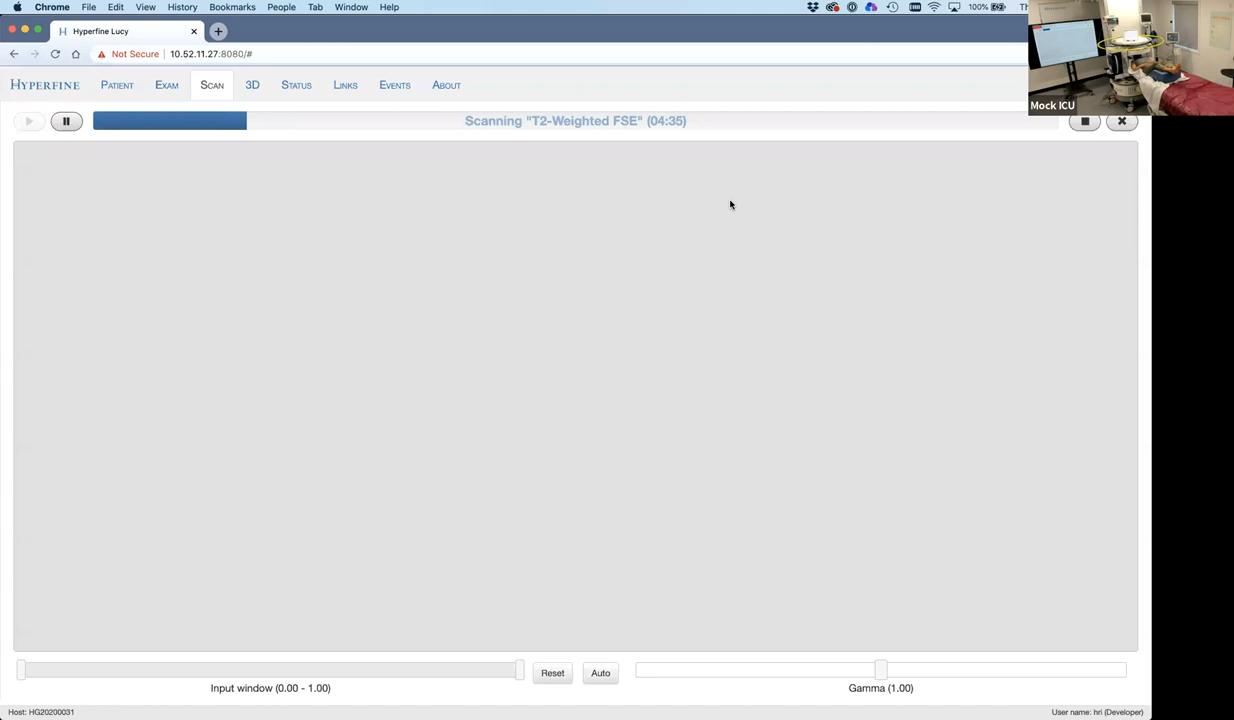 Chrome File Edit View History Bookmarks People Tab Window Help 100% Th
Hyperfine Lucy
Not Secure 10.52.11.27:8080/#
HYPERFINE PATIENT EXAM SCAN 3D STATUS LINKS EVENTS ABOUT
Mock ICU
Scanning "T2-Weighted FSE" (04:35)
Reset Auto
Input window (0.00 - 1.00) Gamma (1.00)
Host: HG20200031 User name: hri (Developer)